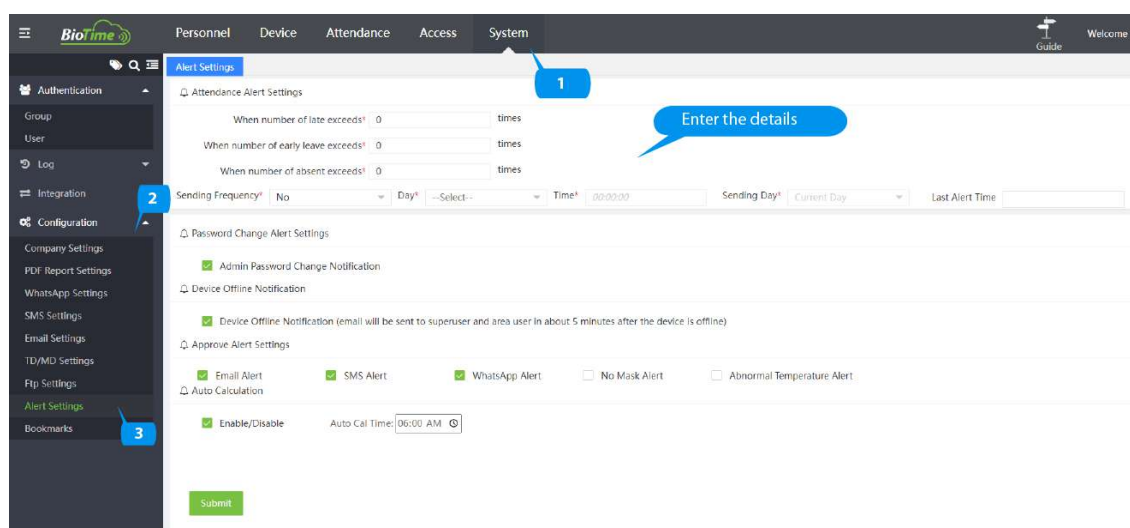 BioTime
Personnel Device Attendance Access System
Guide
Welcome
Alert Settings
1
Authentication
Attendance Alert Settings
Group
When number of late exceeds* 0 times
Enter the details
User
When number of early leave exceeds* 0 times
Log
When number of absent exceeds* 0 times
Integration
2
Sending Frequency* No Day* --Select-- Time* 00:00:00 Sending Day* Current Day Last Alert Time
Configuration
Password Change Alert Settings
Company Settings
Admin Password Change Notification
PDF Report Settings
Device Offline Notification
WhatsApp Settings
SMS Settings
Device Offline Notification (email will be sent to superuser and area user in about 5 minutes after the device is offline)
Email Settings
Approve Alert Settings
TD/MD Settings
Email Alert SMS Alert WhatsApp Alert No Mask Alert Abnormal Temperature Alert
Ftp Settings
Auto Calculation
Alert Settings
Enable/Disable Auto Cal Time: 06:00 AM
Bookmarks
3
Submit